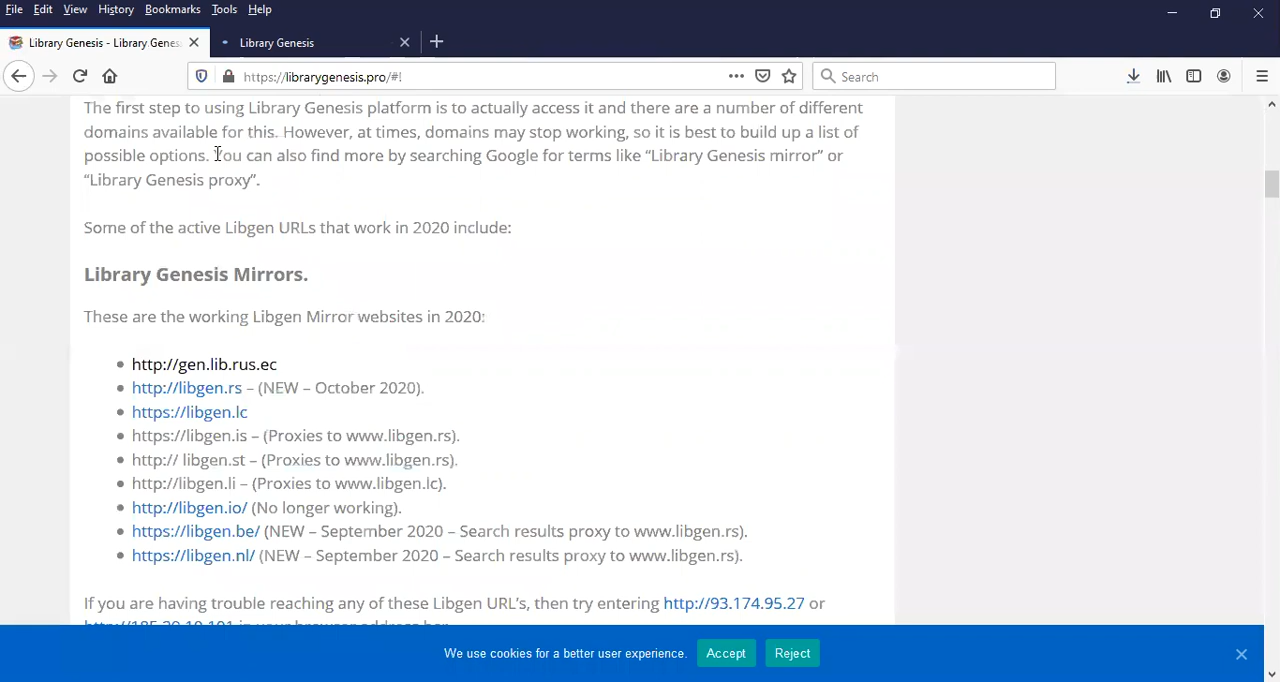 File Edit View History Bookmarks Tools Help
Library Genesis - Library Genes
Library Genesis
https://librarygenesis.pro/#!
Search
The first step to using Library Genesis platform is to actually access it and there are a number of different
domains available for this. However, at times, domains may stop working, so it is best to build up a list of
possible options. You can also find more by searching Google for terms like “Library Genesis mirror” or
“Library Genesis proxy”.
Some of the active Libgen URLs that work in 2020 include:
Library Genesis Mirrors.
These are the working Libgen Mirror websites in 2020:
http://gen.lib.rus.ec
http://libgen.rs – (NEW – October 2020).
https://libgen.lc
https://libgen.is – (Proxies to www.libgen.rs).
http:// libgen.st – (Proxies to www.libgen.rs).
http://libgen.li – (Proxies to www.libgen.lc).
http://libgen.io/ (No longer working).
https://libgen.be/ (NEW – September 2020 – Search results proxy to www.libgen.rs).
https://libgen.nl/ (NEW – September 2020 – Search results proxy to www.libgen.rs).
If you are having trouble reaching any of these Libgen URL’s, then try entering http://93.174.95.27 or
in your browser address bar
We use cookies for a better user experience. Accept Reject